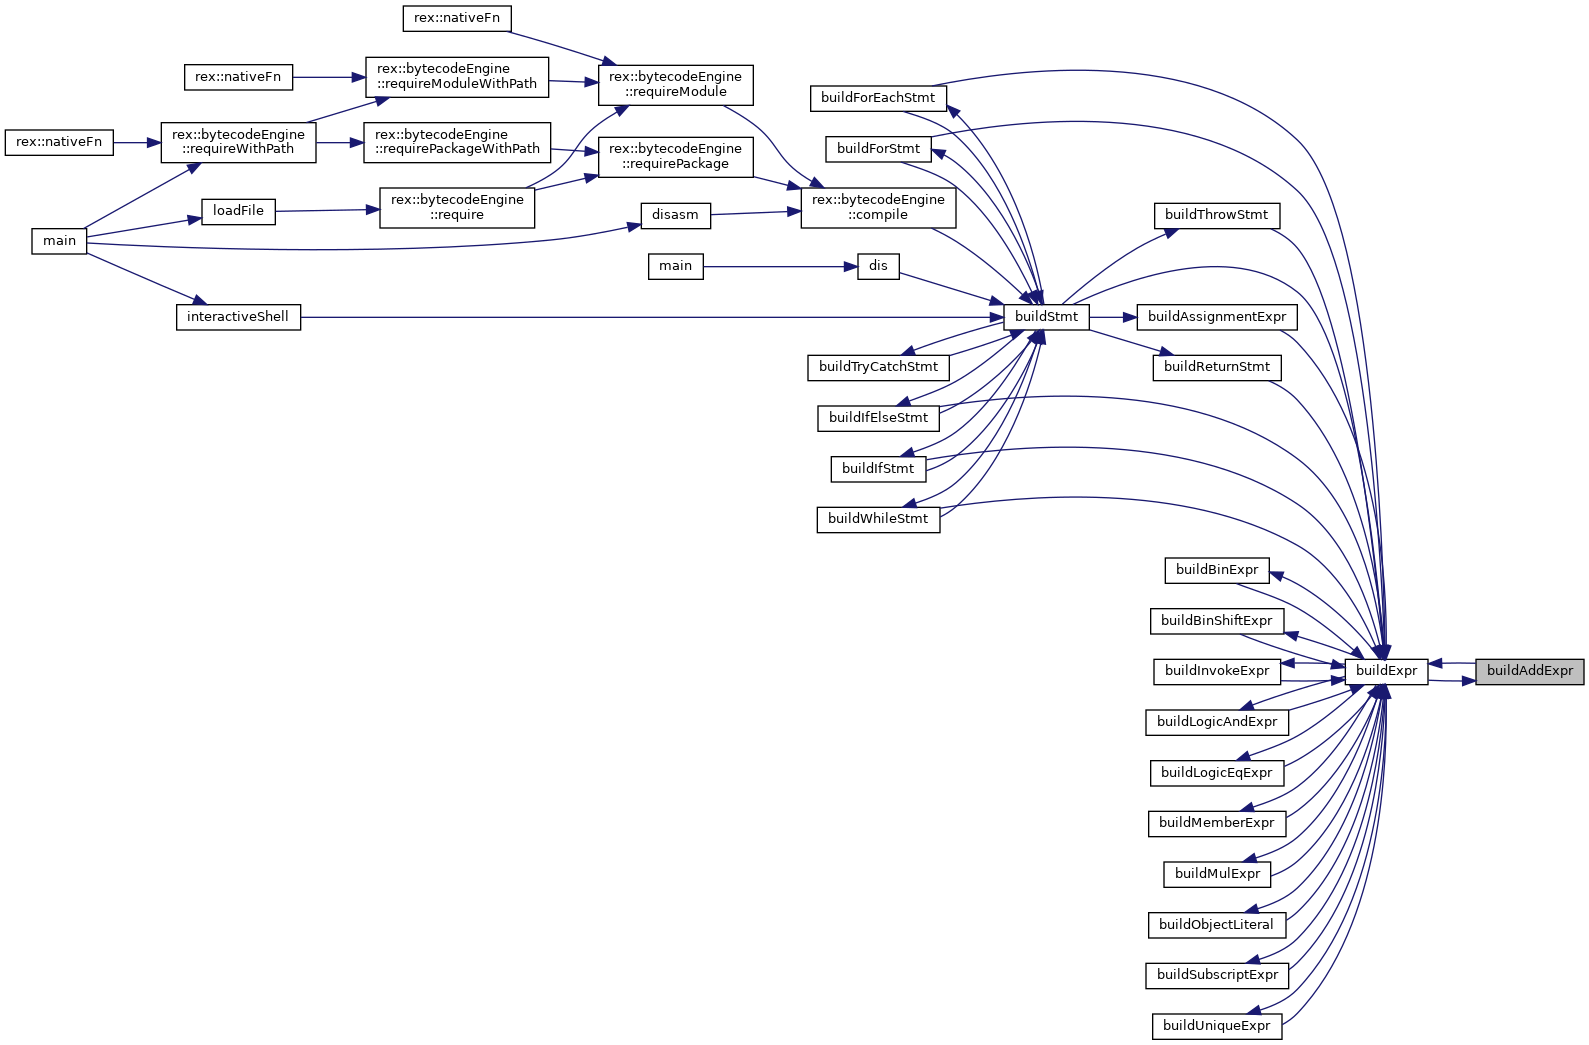 rex::nativeFn
rex::bytecodeEngine
::requireModuleWithPath
rex::nativeFn
rex::bytecodeEngine
::requireModule
rex::nativeFn
rex::bytecodeEngine
::requireWithPath
rex::bytecodeEngine
::requirePackageWithPath
rex::bytecodeEngine
::requirePackage
rex::bytecodeEngine
::require
rex::bytecodeEngine
::compile
loadFile
disasm
main
main
dis
interactiveShell
buildForEachStmt
buildForStmt
buildStmt
buildTryCatchStmt
buildIfElseStmt
buildIfStmt
buildWhileStmt
buildThrowStmt
buildAssignmentExpr
buildReturnStmt
buildBinExpr
buildBinShiftExpr
buildInvokeExpr
buildExpr
buildAddExpr
buildLogicAndExpr
buildLogicEqExpr
buildMemberExpr
buildMulExpr
buildObjectLiteral
buildSubscriptExpr
buildUniqueExpr